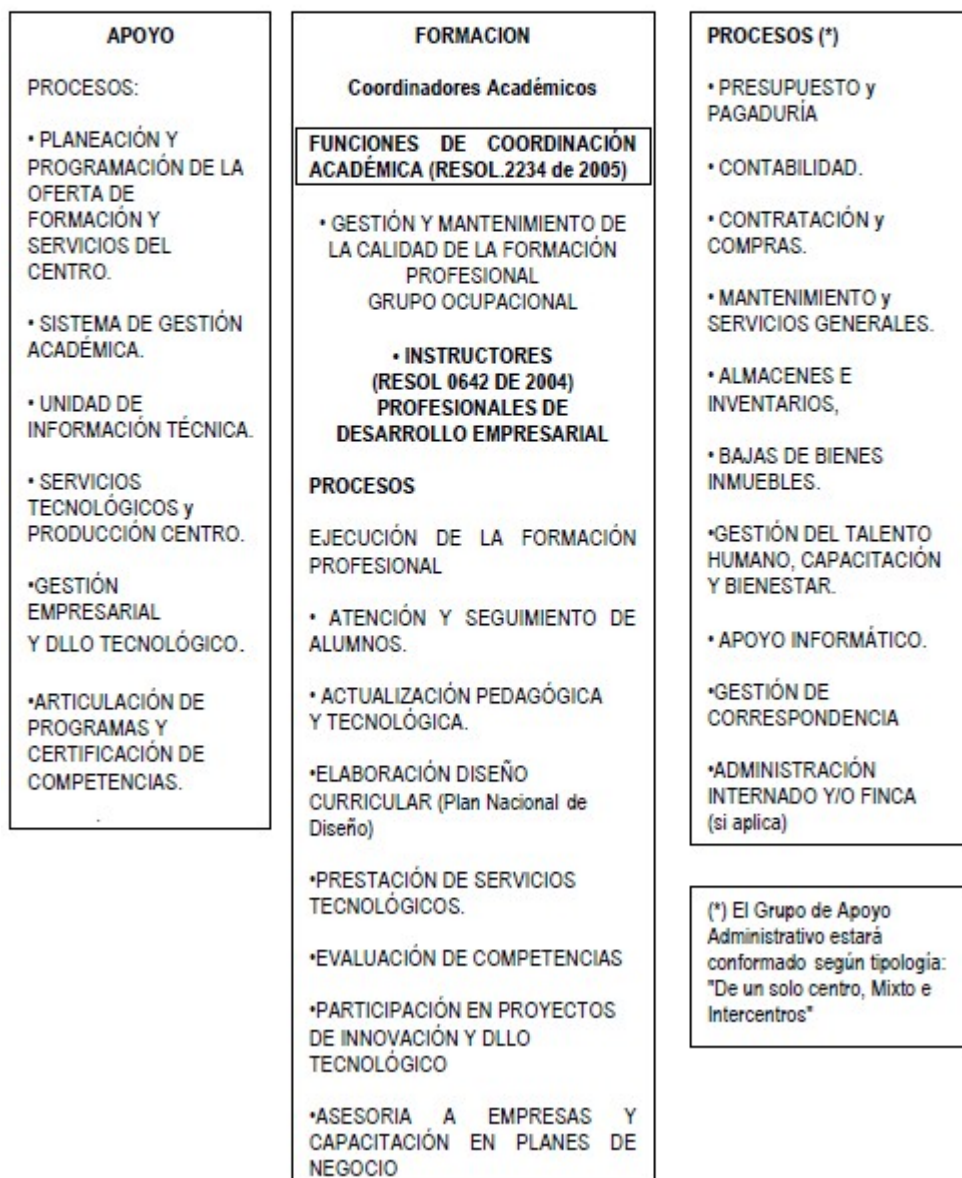 APOYO
PROCESOS:
• PLANEACIÓN Y
PROGRAMACIÓN DE LA
OFERTA DE
FORMACIÓN Y
SERVICIOS DEL
CENTRO.
• SISTEMA DE GESTIÓN
ACADÉMICA.
• UNIDAD DE
INFORMACIÓN TÉCNICA.
• SERVICIOS
TECNOLÓGICOS y
PRODUCCIÓN CENTRO.
•GESTIÓN
EMPRESARIAL
Y DLLO TECNOLÓGICO.
•ARTICULACIÓN DE
PROGRAMAS Y
CERTIFICACIÓN DE
COMPETENCIAS.
.
FORMACION
Coordinadores Académicos
FUNCIONES DE COORDINACIÓN
ACADÉMICA (RESOL.2234 de 2005)
• GESTIÓN Y MANTENIMIENTO DE
LA CALIDAD DE LA FORMACIÓN
PROFESIONAL
GRUPO OCUPACIONAL
• INSTRUCTORES
(RESOL 0642 DE 2004)
PROFESIONALES DE
DESARROLLO EMPRESARIAL
PROCESOS
EJECUCIÓN DE LA FORMACIÓN
PROFESIONAL
• ATENCIÓN Y SEGUIMIENTO DE
ALUMNOS.
• ACTUALIZACIÓN PEDAGÓGICA
Y TECNOLÓGICA.
•ELABORACIÓN DISEÑO
CURRICULAR (Plan Nacional de
Diseño)
•PRESTACIÓN DE SERVICIOS
TECNOLÓGICOS.
•EVALUACIÓN DE COMPETENCIAS
•PARTICIPACIÓN EN PROYECTOS
DE INNOVACIÓN Y DLLO
TECNOLÓGICO
•ASESORIA A EMPRESAS Y
CAPACITACIÓN EN PLANES DE
NEGOCIO
PROCESOS (*)
• PRESUPUESTO y
PAGADURÍA
• CONTABILIDAD.
• CONTRATACIÓN y
COMPRAS.
• MANTENIMIENTO y
SERVICIOS GENERALES.
• ALMACENES E
INVENTARIOS,
• BAJAS DE BIENES
INMUEBLES.
•GESTIÓN DEL TALENTO
HUMANO, CAPACITACIÓN
Y BIENESTAR.
• APOYO INFORMÁTICO.
•GESTIÓN DE
CORRESPONDENCIA
•ADMINISTRACIÓN
INTERNADO Y/O FINCA
(si aplica)
(*) El Grupo de Apoyo
Administrativo estará
conformado según tipología:
"De un solo centro, Mixto e
Intercentros"